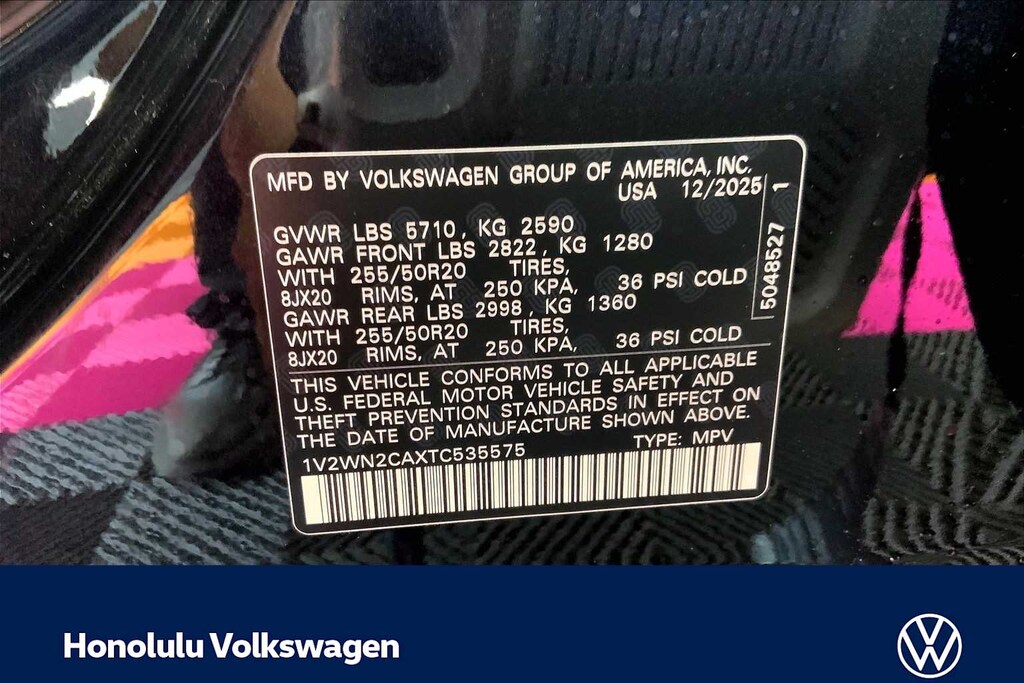 MFD BY VOLKSWAGEN GROUP OF AMERICA, INC.
USA 12/2025
GVWR LBS 5710, KG 2590
GAWR FRONT LBS 2822, KG 1280
WITH 255/50R20 TIRES,
8JX20 RIMS, AT 250 KPA, 36 PSI COLD
GAWR REAR LBS 2998, KG 1360
WITH 255/50R20 TIRES,
8JX20 RIMS, AT 250 KPA, 36 PSI COLD
5048527 1
THIS VEHICLE CONFORMS TO ALL APPLICABLE
U.S. FEDERAL MOTOR VEHICLE SAFETY AND
THEFT PREVENTION STANDARDS IN EFFECT ON
THE DATE OF MANUFACTURE SHOWN ABOVE.
1V2WN2CAXTC535575 TYPE: MPV
Honolulu Volkswagen